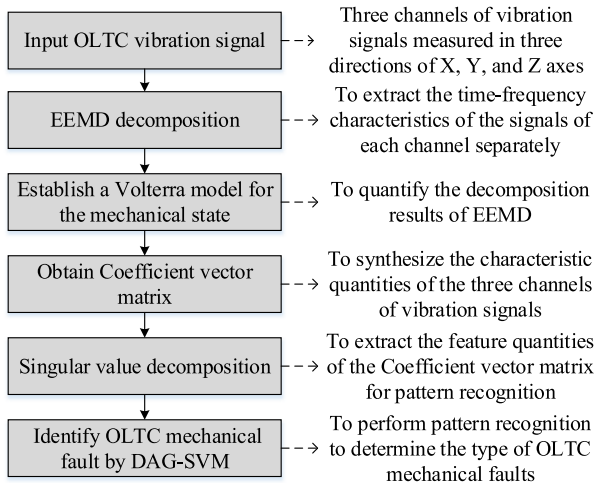 Input OLTC vibration signal
Three channels of vibration
signals measured in three
directions of X, Y, and Z axes
EEMD decomposition
To extract the time-frequency
characteristics of the signals of
each channel separately
Establish a Volterra model for
the mechanical state
To quantify the decomposition
results of EEMD
Obtain Coefficient vector
matrix
To synthesize the characteristic
quantities of the three channels
of vibration signals
Singular value decomposition
To extract the feature quantities
of the Coefficient vector matrix
for pattern recognition
Identify OLTC mechanical
fault by DAG-SVM
To perform pattern recognition
to determine the type of OLTC
mechanical faults